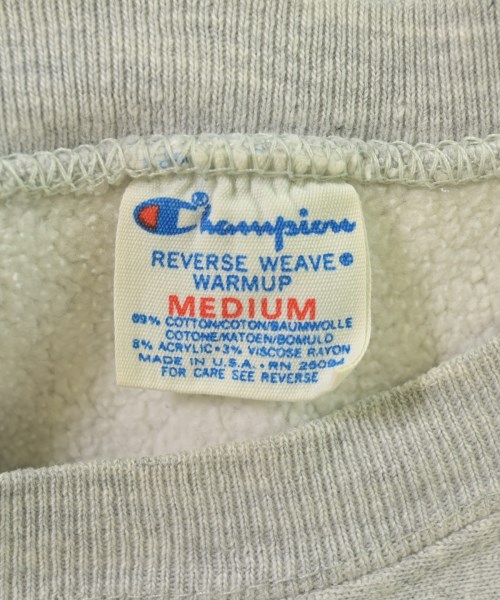 Champion®
REVERSE WEAVE®
WARMUP
MEDIUM
89% COTTON/COTON/BAUMWOLLE
COTONE/KATOEN/BOMULD
8% ACRYLIC • 3% VISCOSE RAYON
MADE IN U.S.A. • RN 26094
FOR CARE SEE REVERSE